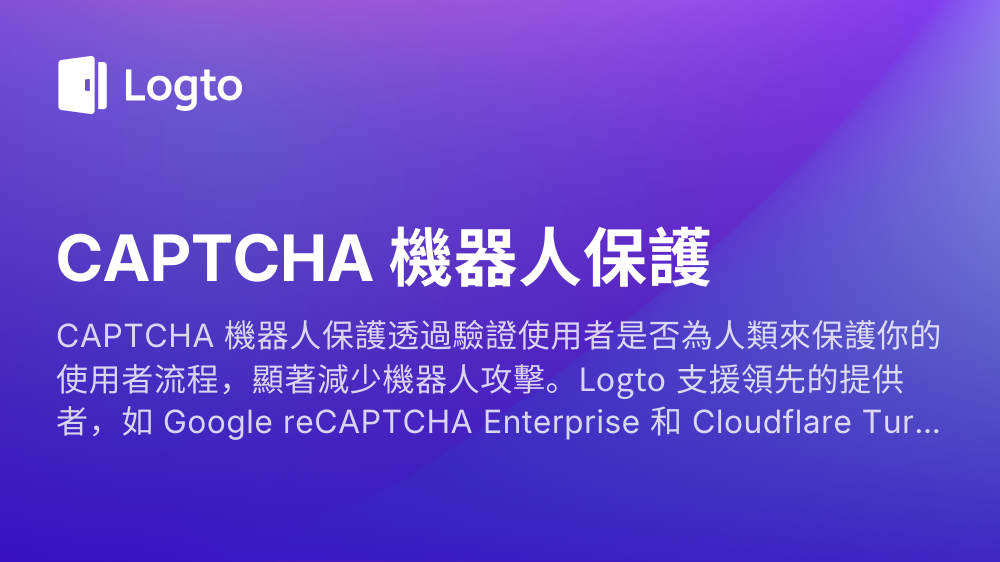 Logto
CAPTCHA 機器人保護
CAPTCHA 機器人保護透過驗證使用者是否為人類來保護你的
使用者流程，顯著減少機器人攻擊。Logto 支援領先的提供
者，如 Google reCAPTCHA Enterprise 和 Cloudflare Tur...